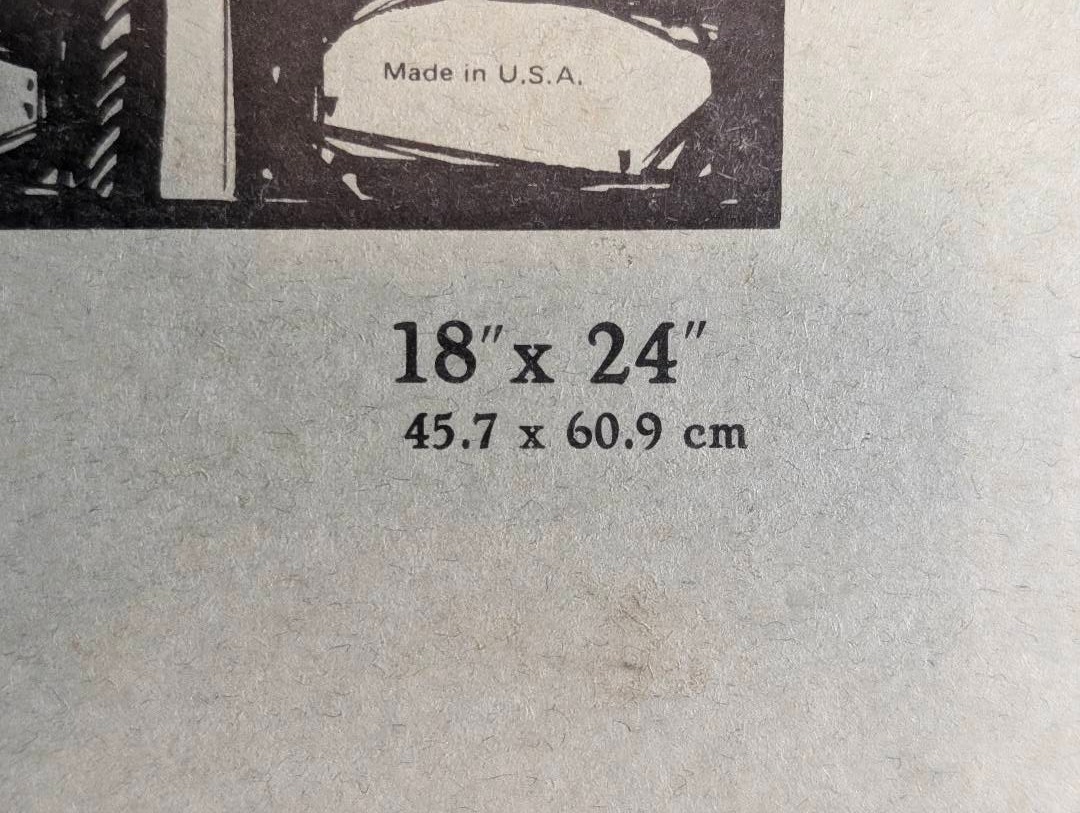 Made in U.S.A.
18" x 24"
45.7 x 60.9 cm